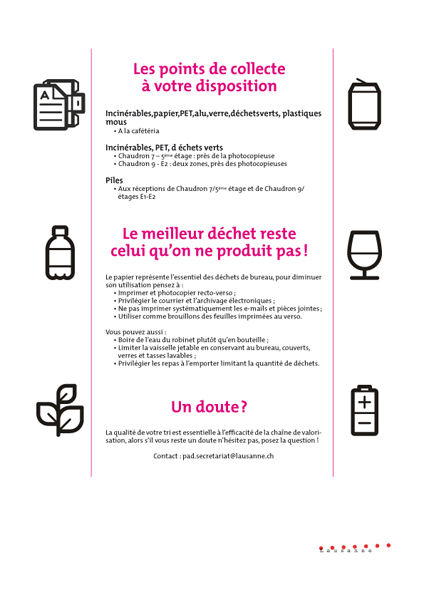 Les points de collecte
à votre disposition
Incinérables,papier,PET,alu,verre,déchetsverts, plastiques
mous
• A la cafétéria
Incinérables, PET, d échets verts
• Chaudron 7 – 5ème étage : près de la photocopieuse
• Chaudron 9 - E2 : deux zones, près des photocopieuses
Piles
• Aux réceptions de Chaudron 7/5ème étage et de Chaudron 9/
étages E1-E2
Le meilleur déchet reste
celui qu’on ne produit pas !
Le papier représente l’essentiel des déchets de bureau, pour diminuer
son utilisation pensez à :
• Imprimer et photocopier recto-verso ;
• Privilégier le courrier et l’archivage électroniques ;
• Ne pas imprimer systématiquement les e-mails et pièces jointes ;
• Utiliser comme brouillons des feuilles imprimées au verso.
Vous pouvez aussi :
• Boire de l’eau du robinet plutôt qu’en bouteille ;
• Limiter la vaisselle jetable en conservant au bureau, couverts,
verres et tasses lavables ;
• Privilégier les repas à l’emporter limitant la quantité de déchets.
Un doute ?
La qualité de votre tri est essentielle à l’efficacité de la chaîne de valori-
sation, alors s’il vous reste un doute n’hésitez pas, posez la question !
Contact : pad.secretariat@lausanne.ch
A